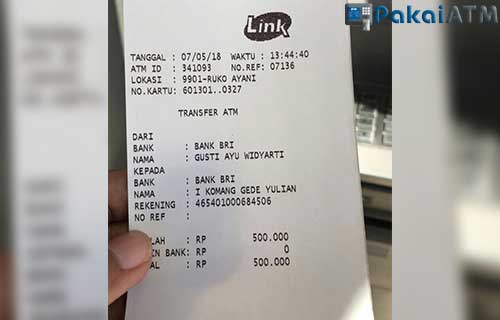 PakaiATM
Link
TANGGAL : 07/05/18 WAKTU : 13:44:40
ATM ID : 341093 NO.REF: 07136
LOKASI : 9901-RUKO AYANI
NO.KARTU: 601301..0327
TRANSFER ATM
DARI
BANK : BANK BRI
NAMA : GUSTI AYU WIDYARTI
KEPADA
BANK : BANK BRI
NAMA : I KOMANG GEDE YULIAN
REKENING : 465401000684506
NO REF :
LAH : RP 500.000
IN BANK: RP 0
AL : RP 500.000